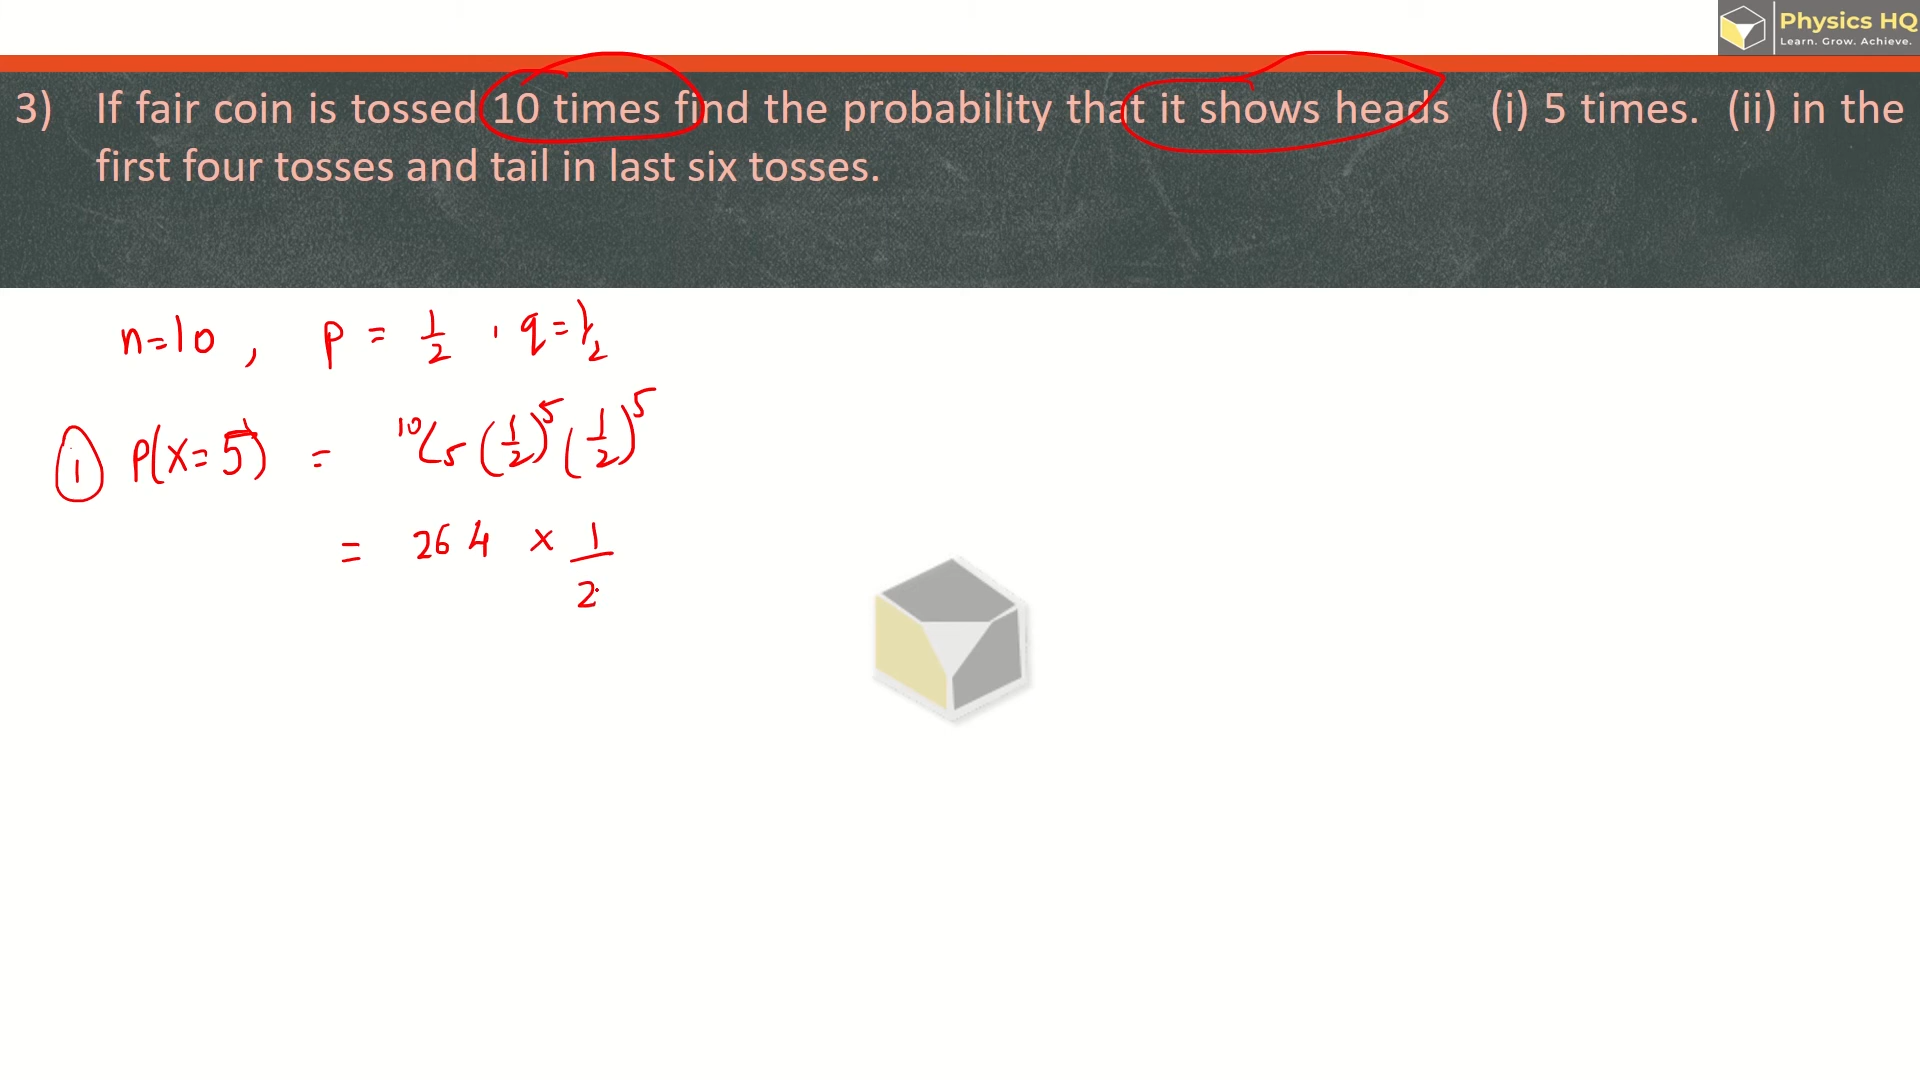 Physics HQ
Learn. Grow. Achieve.
3) If fair coin is tossed 10 times find the probability that it shows heads (i) 5 times. (ii) in the
first four tosses and tail in last six tosses.
n=10 , p = 1/2 , q = 1/2
① P(X=5) = ¹⁰C₅ (1/2)⁵ (1/2)⁵
= 264 × 1/2